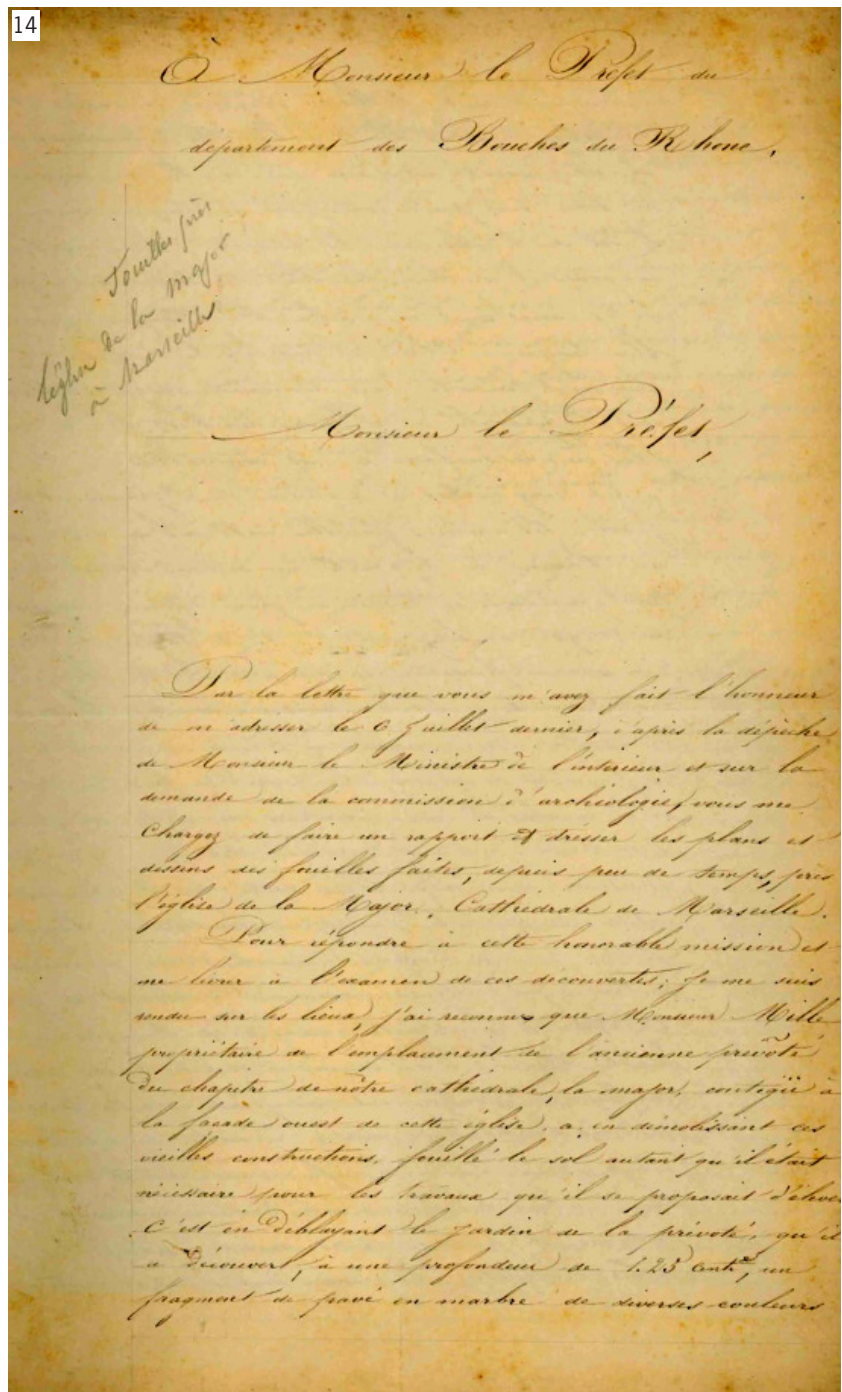 14
À Monsieur le Préfet du
département des Bouches du Rhone,
Fouilles près
l'église de la major
à Marseille
Monsieur le Préfet,
Par la lettre que vous m'avez fait l'honneur
de m'adresser le 6 Juillet dernier, d'après la dépêche
de Monsieur le Ministre de l'intérieur et sur la
demande de la commission d'archéologie, vous me
Chargez de faire un rapport et dresser les plans et
dessins des fouilles faites, depuis peu de temps, près
l'église de la Major, Cathédrale de Marseille.
Pour répondre à cette honorable mission et
me livrer à l'examen de ces découvertes; Je me suis
rendu sur les lieux, j'ai reconnu que Monsieur Mille
propriétaire de l'emplacement de l'ancienne prévôté
du chapitre de nôtre cathédrale, la major, contigüe à
la façade ouest de cette église, a, en démolissant ces
vieilles constructions, fouillé le sol autant qu'il était
nécessaire pour les travaux qu'il se proposait d'élever
C'est en déblayant le Jardin de la prévoté, qu'il
a découvert, à une profondeur de 1.25 cent.es, un
fragment de pavé en marbre de diverses couleurs